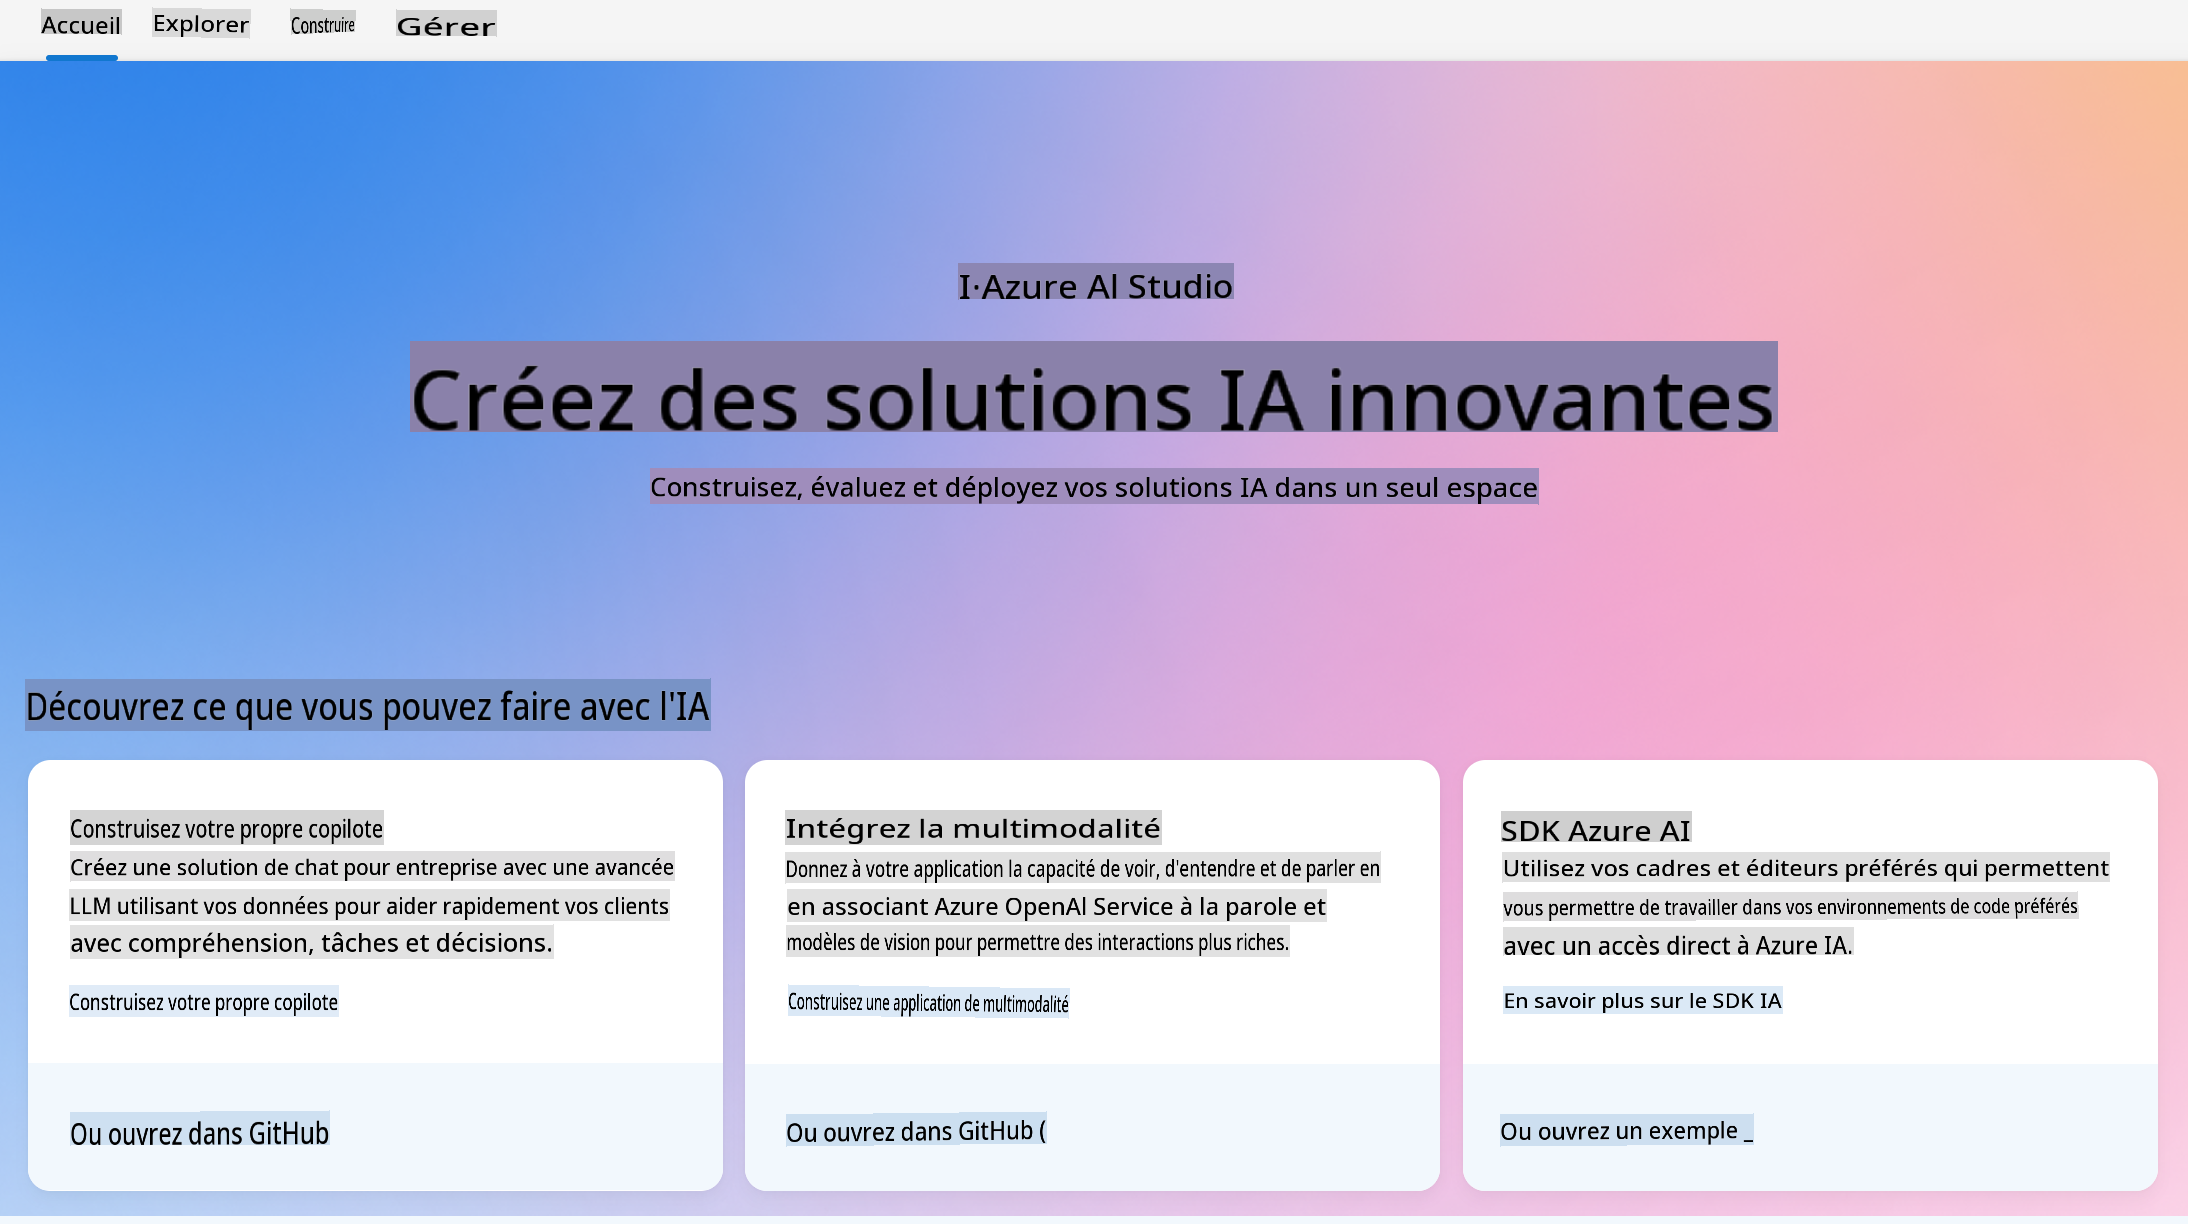 Accueil Explorer Construire Gérer
I·Azure Al Studio
Créez des solutions IA innovantes
Construisez, évaluez et déployez vos solutions IA dans un seul espace
Découvrez ce que vous pouvez faire avec l'IA
Construisez votre propre copilote
Créez une solution de chat pour entreprise avec une avancée
LLM utilisant vos données pour aider rapidement vos clients
avec compréhension, tâches et décisions.
Construisez votre propre copilote
Ou ouvrez dans GitHub
Intégrez la multimodalité
Donnez à votre application la capacité de voir, d'entendre et de parler en
en associant Azure OpenAl Service à la parole et
modèles de vision pour permettre des interactions plus riches.
Construisez une application de multimodalité
Ou ouvrez dans GitHub (
SDK Azure AI
Utilisez vos cadres et éditeurs préférés qui permettent
vous permettre de travailler dans vos environnements de code préférés
avec un accès direct à Azure IA.
En savoir plus sur le SDK IA
Ou ouvrez un exemple _